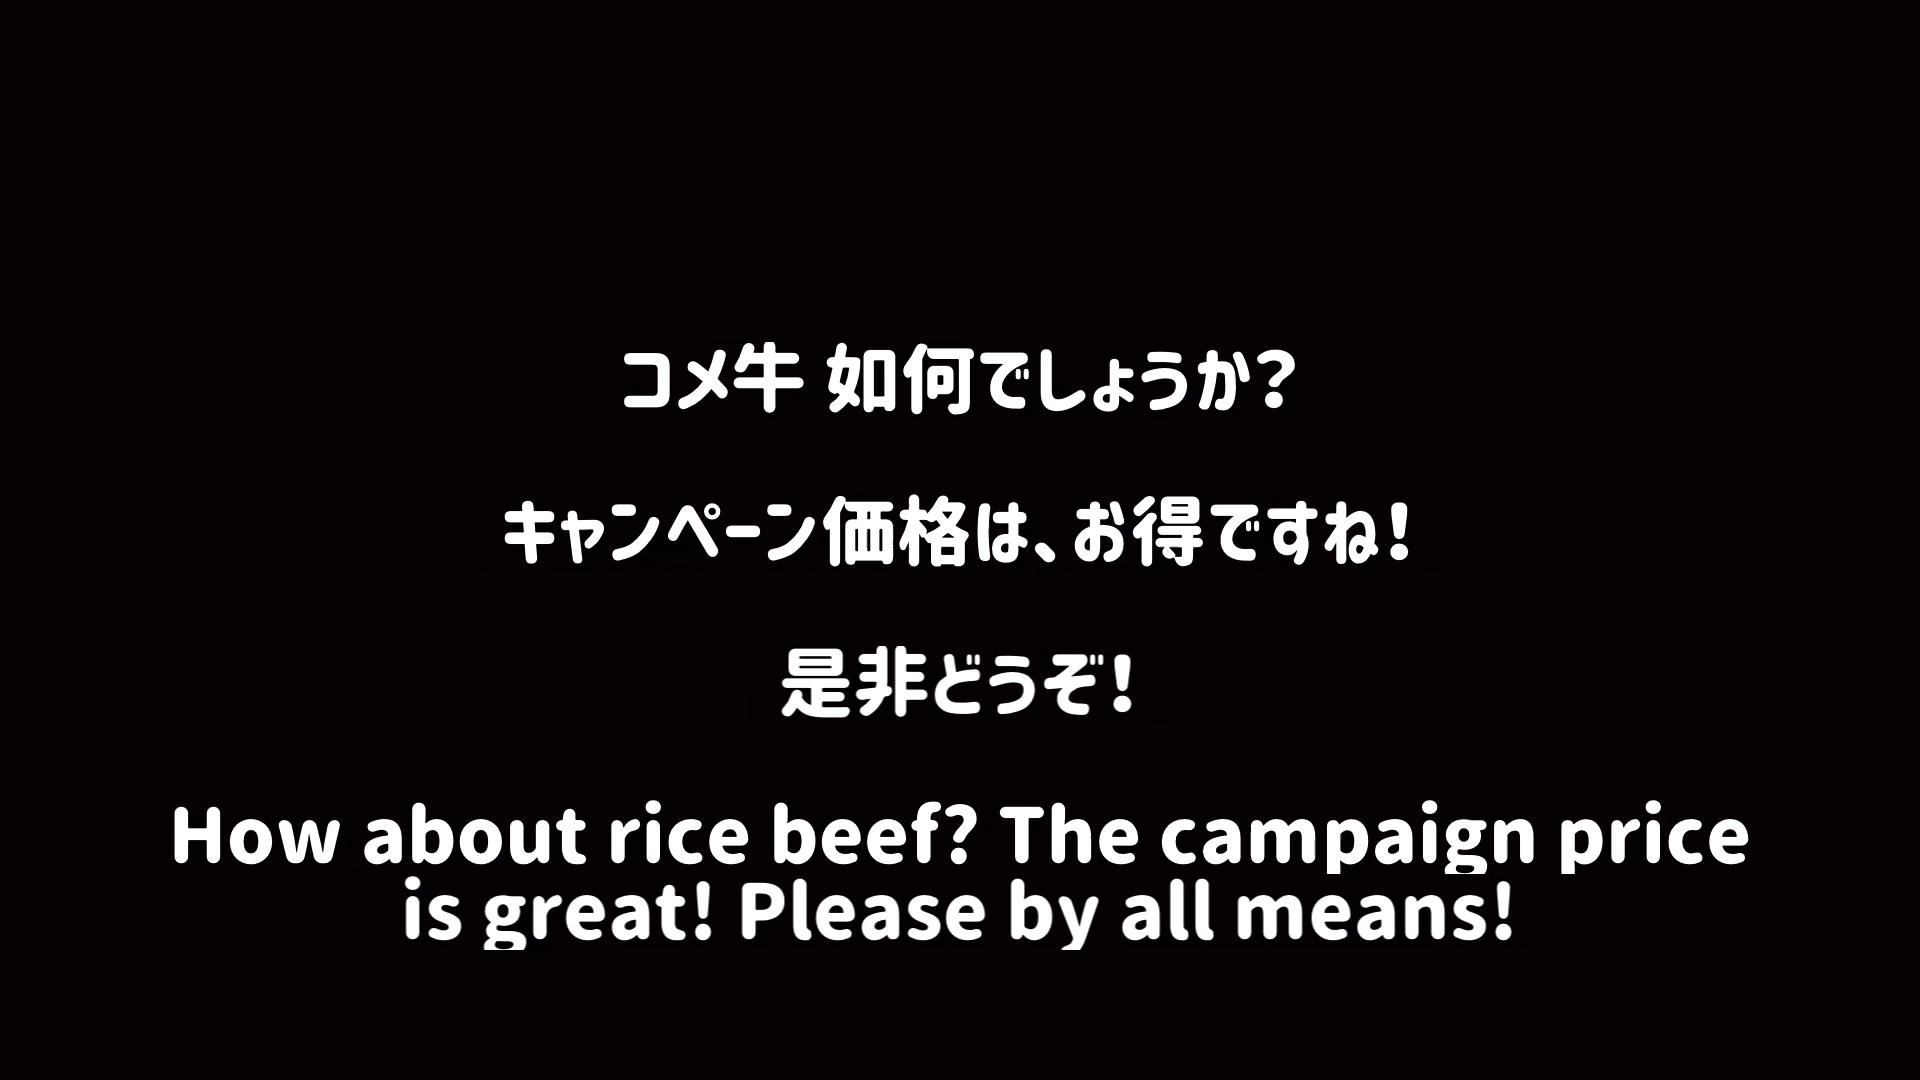 コメ牛 如何でしょうか?
キャンペーン価格は、お得ですね!
是非どうぞ!
How about rice beef? The campaign price
is great! Please by all means!